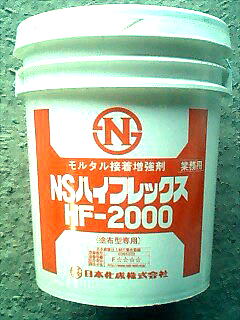 N
モルタル接着増強剤 業務用
NSハイフレックス
HF-2000
(塗布型専用)
F☆☆☆☆
日本化成株式会社